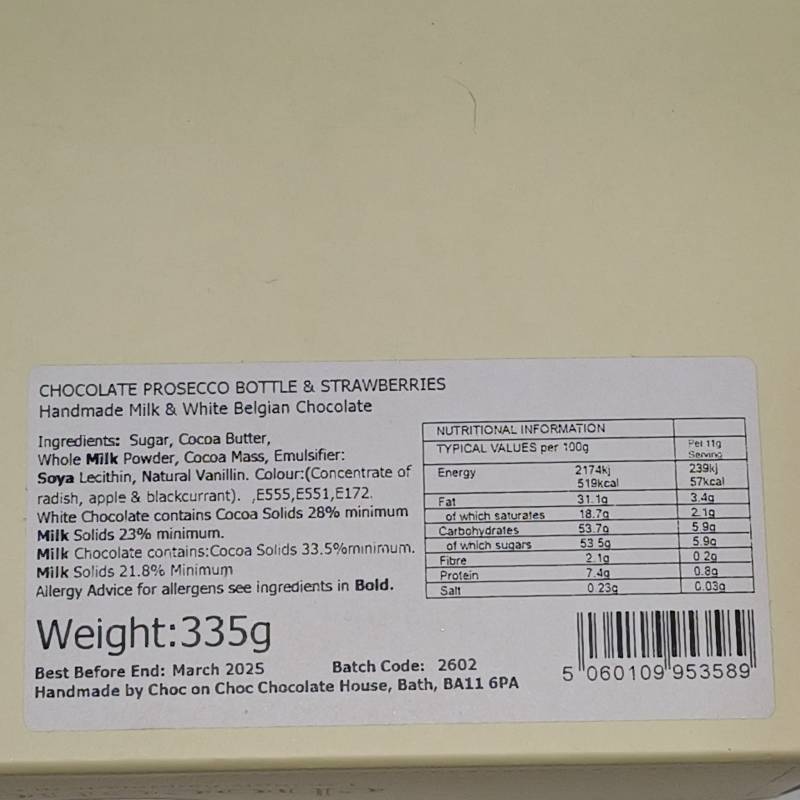 CHOCOLATE PROSECCO BOTTLE & STRAWBERRIES
Handmade Milk & White Belgian Chocolate
Ingredients: Sugar, Cocoa Butter,
Whole Milk Powder, Cocoa Mass, Emulsifier:
Soya Lecithin, Natural Vanillin. Colour:(Concentrate of
radish, apple & blackcurrant). ,E555,E551,E172.
White Chocolate contains Cocoa Solids 28% minimum
Milk Solids 23% minimum.
Milk Chocolate contains:Cocoa Solids 33.5%minimum.
Milk Solids 21.8% Minimum
Allergy Advice for allergens see ingredients in Bold.
NUTRITIONAL INFORMATION
TYPICAL VALUES per 100g Per 11g
Serving
Energy 2174kj 239kj
519kcal 57kcal
Fat 31.1g 3.4g
of which saturates 18.7g 2.1g
Carbohydrates 53.7g 5.9g
of which sugars 53.5g 5.9g
Fibre 2.1g 0.2g
Protein 7.4g 0.8g
Salt 0.23g 0.03g
Weight:335g
Best Before End: March 2025 Batch Code: 2602
Handmade by Choc on Choc Chocolate House, Bath, BA11 6PA
5 060109 953589